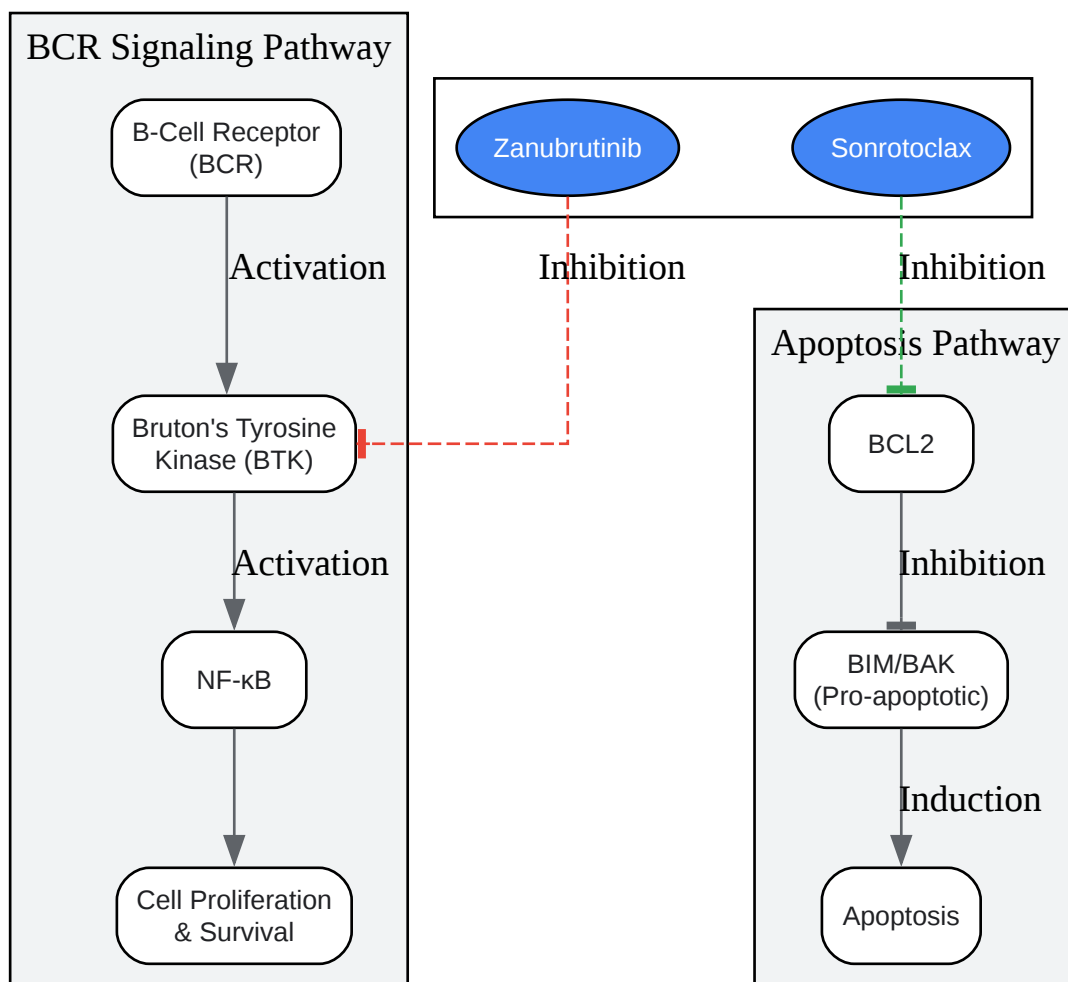 BCR Signaling Pathway
B-Cell Receptor
(BCR)
Activation
Bruton's Tyrosine
Kinase (BTK)
Activation
NF-κB
Cell Proliferation
& Survival
Zanubrutinib
Sonrotoclax
Inhibition
Inhibition
Apoptosis Pathway
BCL2
Inhibition
BIM/BAK
(Pro-apoptotic)
Induction
Apoptosis